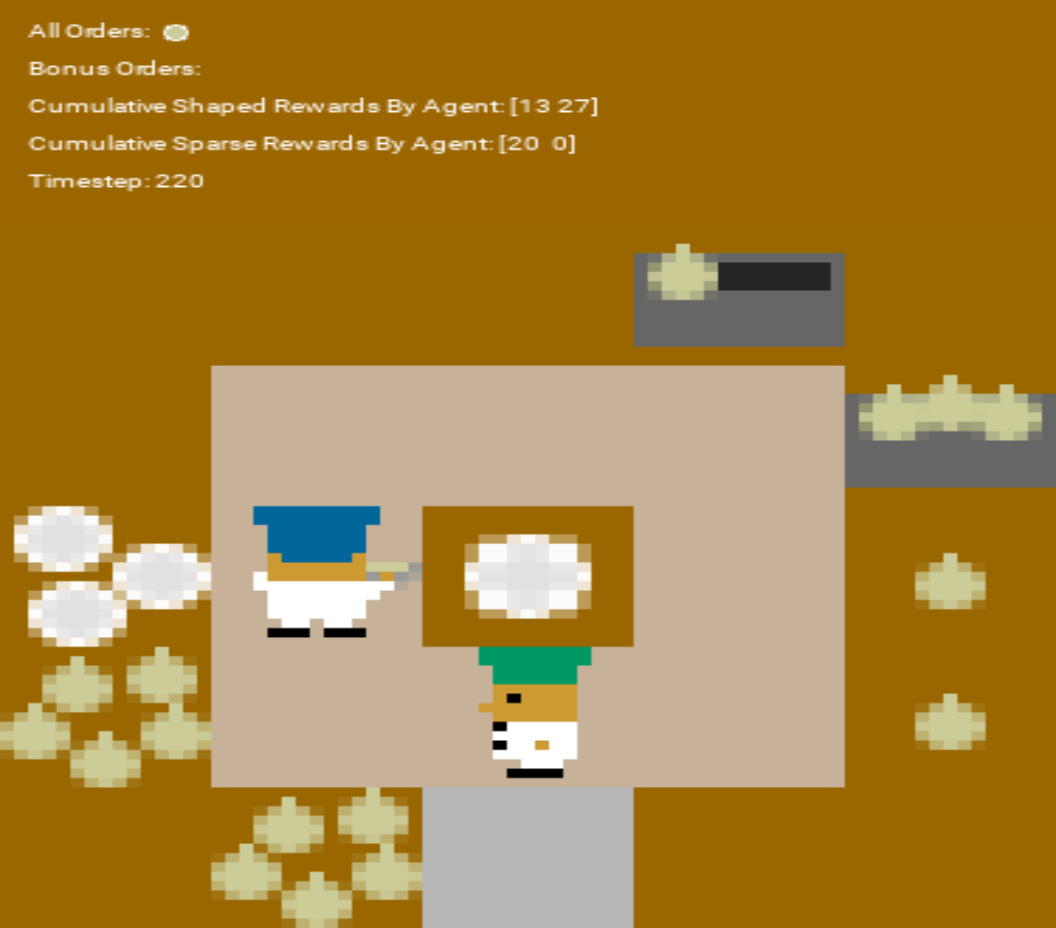 All Orders:
Bonus Orders:
Cumulative Shaped Rewards By Agent: [13 27]
Cumulative Sparse Rewards By Agent: [20 0]
Timestep: 220